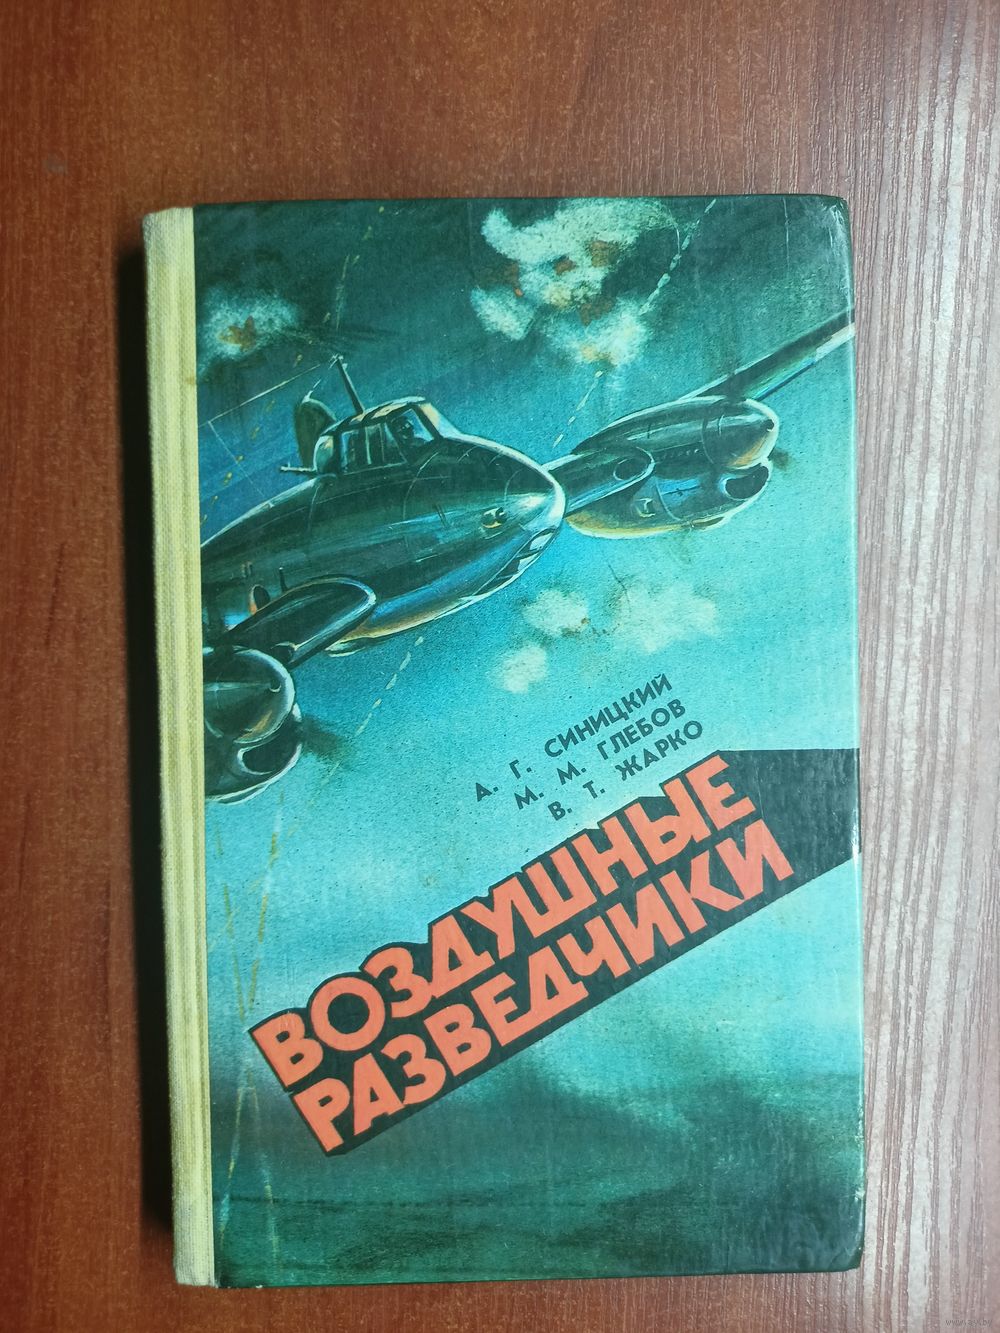 А. Г. СИНИЦКИЙ
М. М. ГЛЕБОВ
В. Т. ЖАРКО
ВОЗДУШНЫЕ
РАЗВЕДЧИКИ